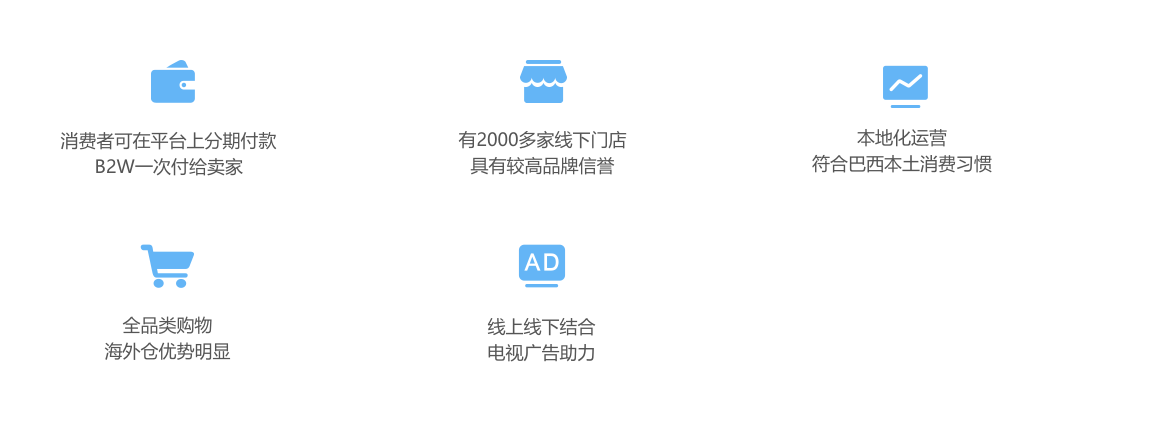 消费者可在平台上分期付款
B2W一次付给卖家
有2000多家线下门店
具有较高品牌信誉
本地化运营
符合巴西本土消费习惯
全品类购物
海外仓优势明显
AD
线上线下结合
电视广告助力